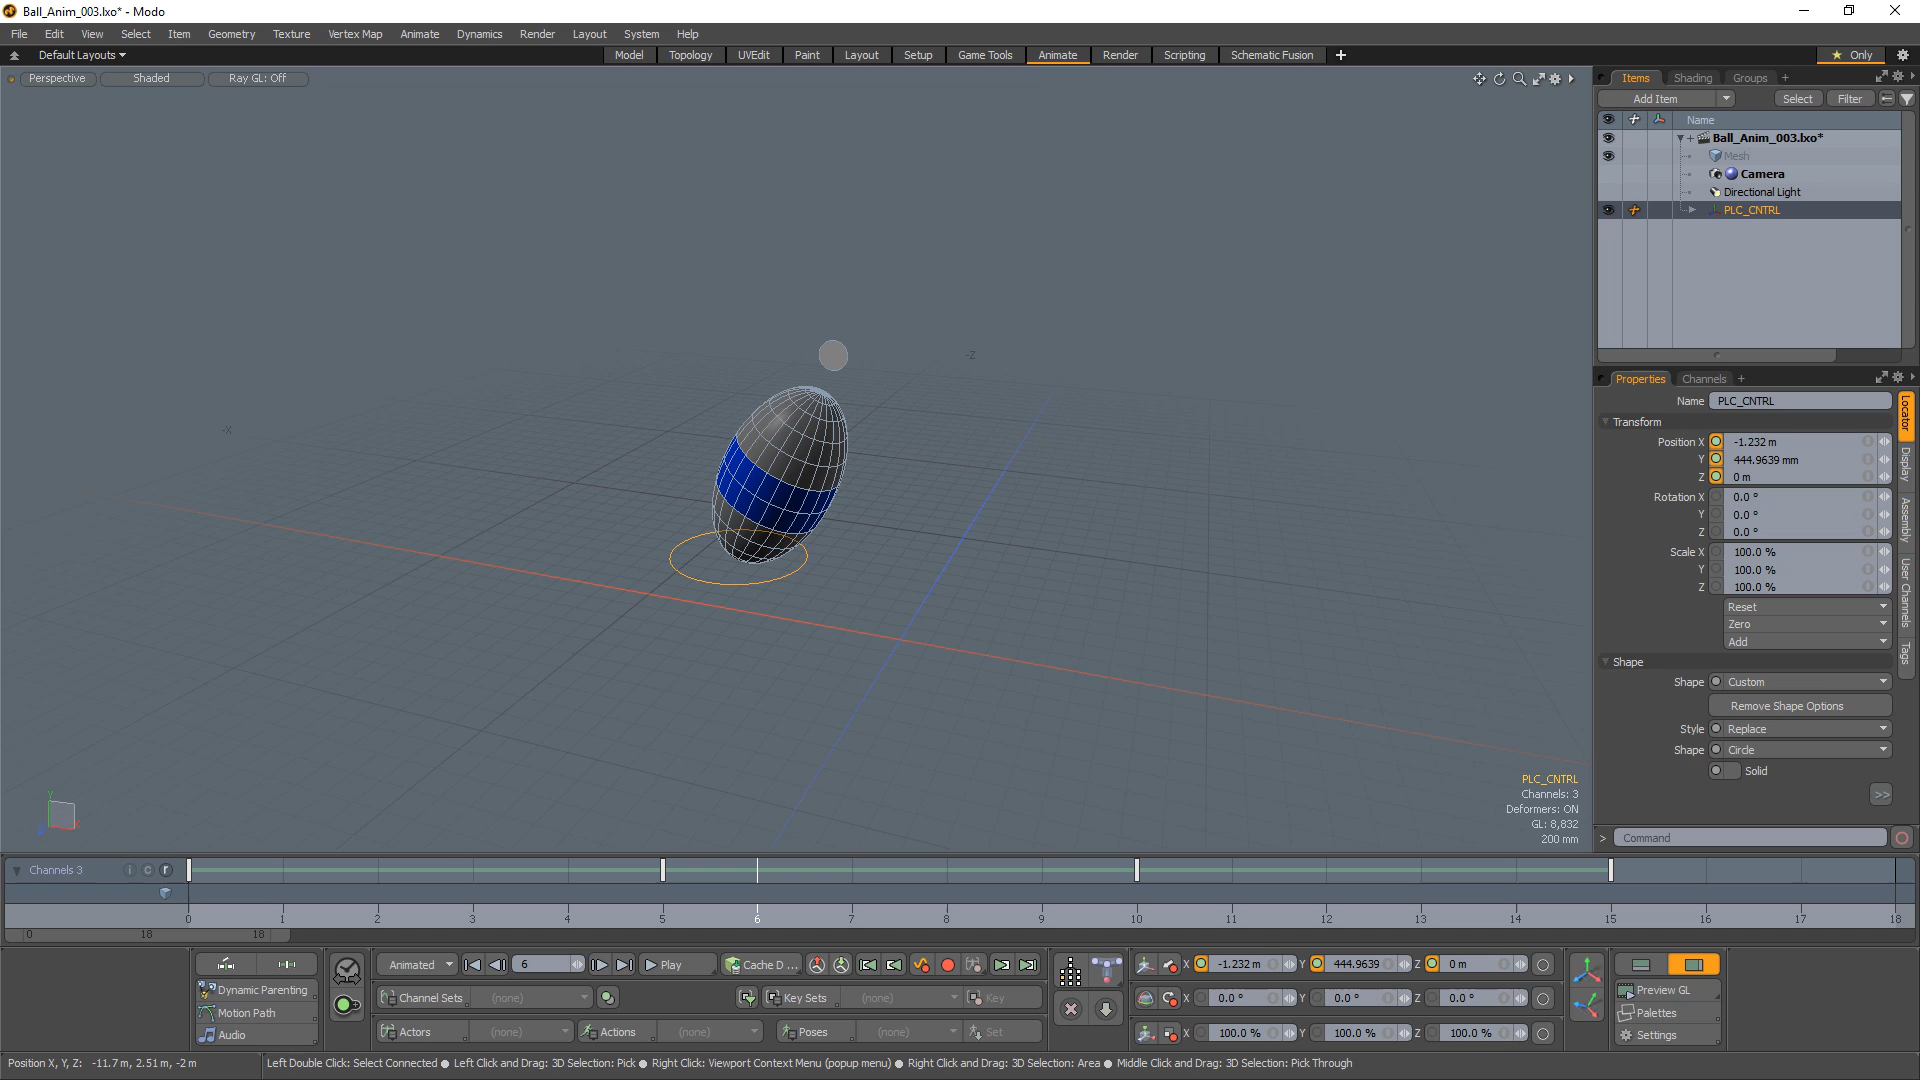 Ball_Anim_003.lxo* - Modo
File Edit View Select Item Geometry Texture Vertex Map Animate Dynamics Render Layout System Help
Default Layouts Model Topology UVEdit Paint Layout Setup Game Tools Animate Render Scripting Schematic Fusion + Only
Perspective Shaded Ray GL: Off
Items Shading Groups +
Add Item Select Filter
Name
Ball_Anim_003.lxo*
Mesh
Camera
Directional Light
PLC_CNTRL
-Z
-X
Properties Channels +
Name PLC_CNTRL
Transform
Position X -1.232 m
Y 444.9639 mm
Z 0 m
Rotation X 0.0 °
Y 0.0 °
Z 0.0 °
Scale X 100.0 %
Y 100.0 %
Z 100.0 %
Reset
Zero
Add
Shape
Shape Custom
Remove Shape Options
Style Replace
Shape Circle
Solid
>>
Locator
Display
Assembly
User Channels
Tags
PLC_CNTRL
Channels: 3
Deformers: ON
GL: 8,832
200 mm
Y
X
> Command
Channels 3 i c r
0 1 2 3 4 5 6 7 8 9 10 11 12 13 14 15 16 17 18
0 18 18
Animated 6 Play Cache D ... X -1.232 m Y 444.9639 Z 0 m
Dynamic Parenting Channel Sets (none) Key Sets (none) Key X 0.0 ° Y 0.0 ° Z 0.0 ° Preview GL
Motion Path Palettes
Audio Actors (none) Actions (none) Poses (none) Set X 100.0 % Y 100.0 % Z 100.0 % Settings
Position X, Y, Z: -11.7 m, 2.51 m, -2 m Left Double Click: Select Connected ● Left Click and Drag: 3D Selection: Pick ● Right Click: Viewport Context Menu (popup menu) ● Right Click and Drag: 3D Selection: Area ● Middle Click and Drag: 3D Selection: Pick Through